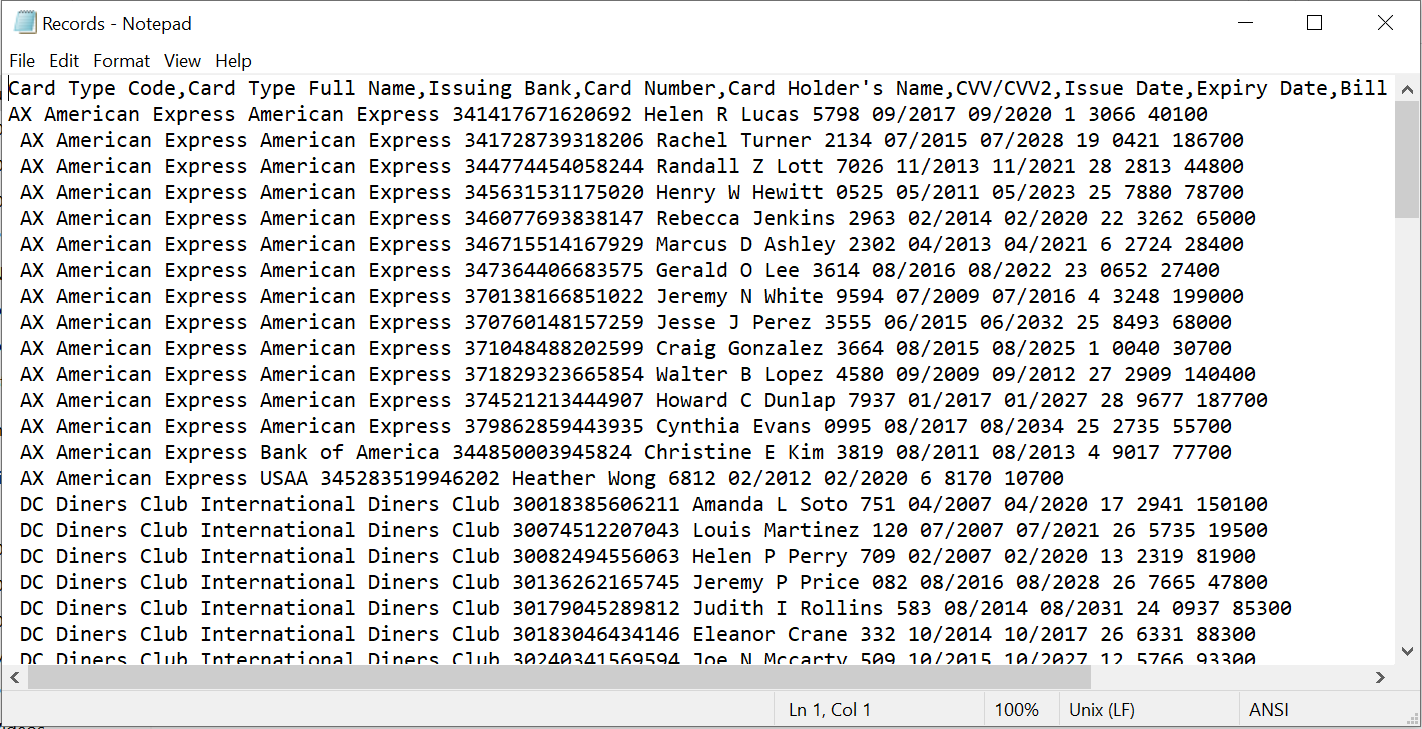 Records - Notepad
File Edit Format View Help
Card Type Code,Card Type Full Name,Issuing Bank,Card Number,Card Holder's Name,CVV/CVV2,Issue Date,Expiry Date,Bill
AX American Express American Express 341417671620692 Helen R Lucas 5798 09/2017 09/2020 1 3066 40100
AX American Express American Express 341728739318206 Rachel Turner 2134 07/2015 07/2028 19 0421 186700
AX American Express American Express 344774454058244 Randall Z Lott 7026 11/2013 11/2021 28 2813 44800
AX American Express American Express 345631531175020 Henry W Hewitt 0525 05/2011 05/2023 25 7880 78700
AX American Express American Express 346077693838147 Rebecca Jenkins 2963 02/2014 02/2020 22 3262 65000
AX American Express American Express 346715514167929 Marcus D Ashley 2302 04/2013 04/2021 6 2724 28400
AX American Express American Express 347364406683575 Gerald O Lee 3614 08/2016 08/2022 23 0652 27400
AX American Express American Express 370138166851022 Jeremy N White 9594 07/2009 07/2016 4 3248 199000
AX American Express American Express 370760148157259 Jesse J Perez 3555 06/2015 06/2032 25 8493 68000
AX American Express American Express 371048488202599 Craig Gonzalez 3664 08/2015 08/2025 1 0040 30700
AX American Express American Express 371829323665854 Walter B Lopez 4580 09/2009 09/2012 27 2909 140400
AX American Express American Express 374521213444907 Howard C Dunlap 7937 01/2017 01/2027 28 9677 187700
AX American Express American Express 379862859443935 Cynthia Evans 0995 08/2017 08/2034 25 2735 55700
AX American Express Bank of America 344850003945824 Christine E Kim 3819 08/2011 08/2013 4 9017 77700
AX American Express USAA 345283519946202 Heather Wong 6812 02/2012 02/2020 6 8170 10700
DC Diners Club International Diners Club 30018385606211 Amanda L Soto 751 04/2007 04/2020 17 2941 150100
DC Diners Club International Diners Club 30074512207043 Louis Martinez 120 07/2007 07/2021 26 5735 19500
DC Diners Club International Diners Club 30082494556063 Helen P Perry 709 02/2007 02/2020 13 2319 81900
DC Diners Club International Diners Club 30136262165745 Jeremy P Price 082 08/2016 08/2028 26 7665 47800
DC Diners Club International Diners Club 30179045289812 Judith I Rollins 583 08/2014 08/2031 24 0937 85300
DC Diners Club International Diners Club 30183046434146 Eleanor Crane 332 10/2014 10/2017 26 6331 88300
DC Diners Club International Diners Club 30240341569594 Joe N Mccarty 509 10/2015 10/2027 12 5766 93300
Ln 1, Col 1 100% Unix (LF) ANSI